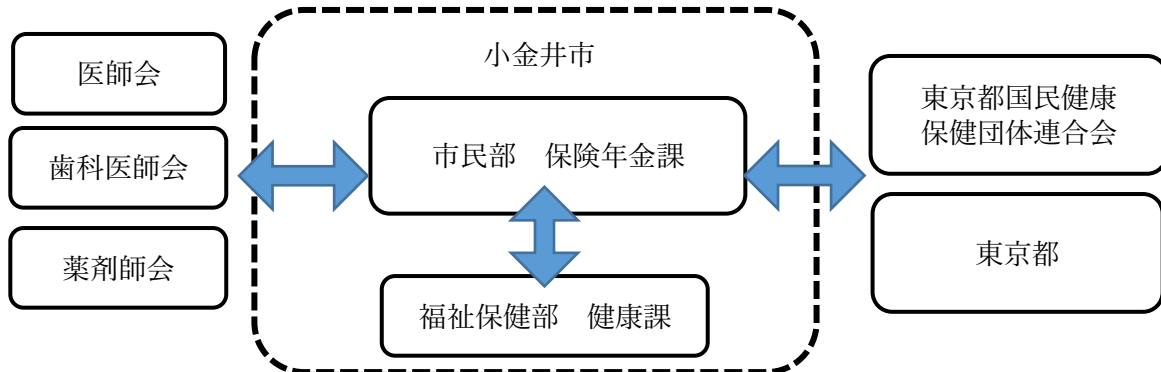 小金井市
医師会
歯科医師会
薬剤師会
市民部　保険年金課
福祉保健部　健康課
東京都国民健康
保健団体連合会
東京都